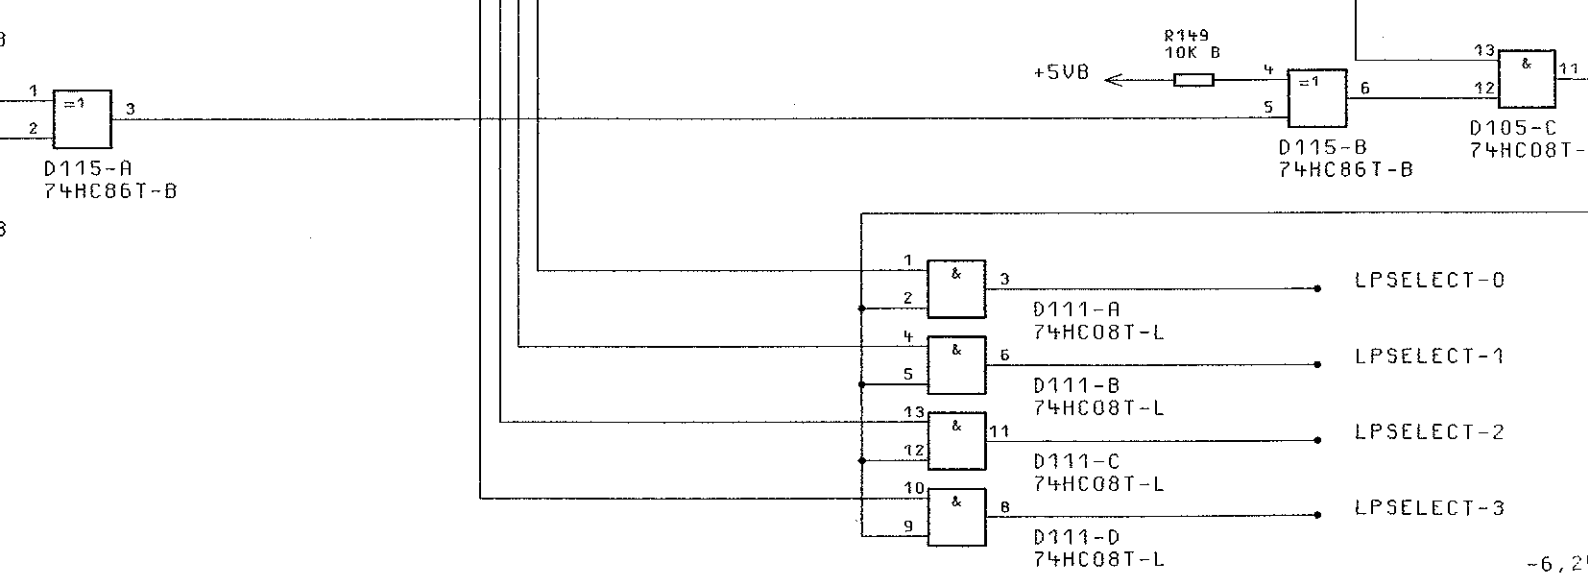 R149
10K B
+5VB
4
5
=1
6
D115-B
74HC86T-B
13
12
&
11
D105-C
74HC08T-
1
2
=1
3
D115-A
74HC86T-B
1
2
&
3
D111-A
74HC08T-L
LPSELECT-0
4
5
&
6
D111-B
74HC08T-L
LPSELECT-1
13
12
&
11
D111-C
74HC08T-L
LPSELECT-2
10
9
&
8
D111-D
74HC08T-L
LPSELECT-3